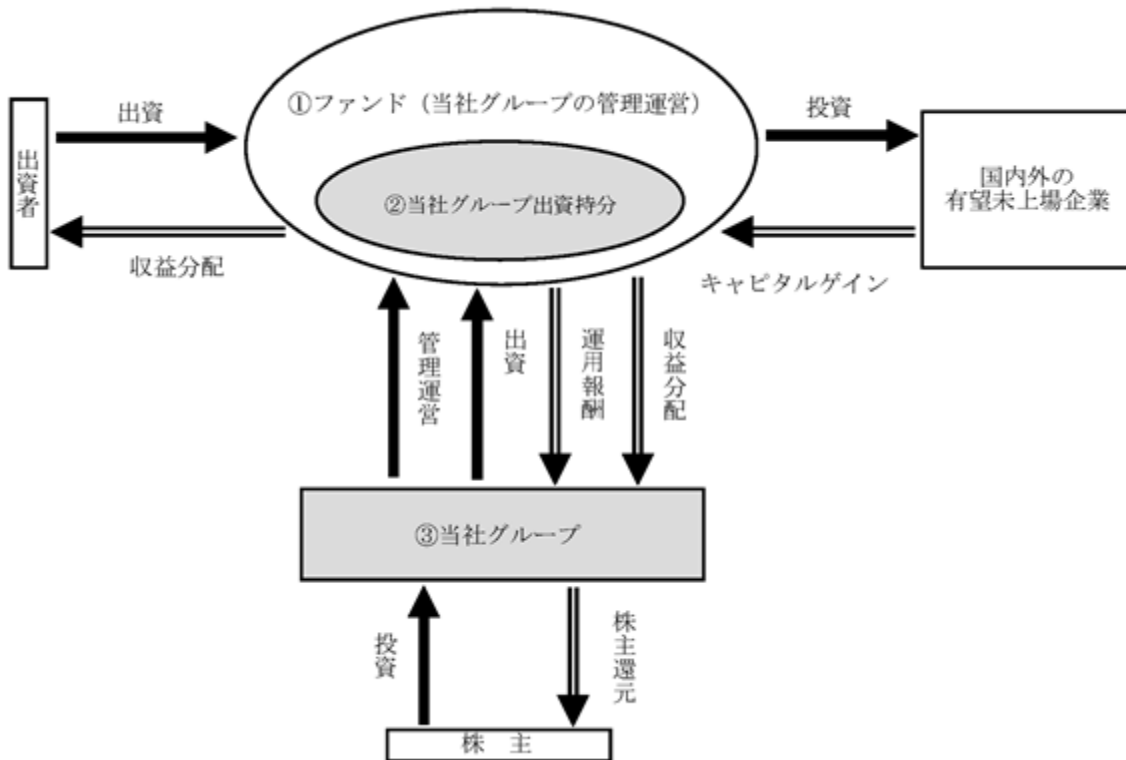 ①ファンド（当社グループの管理運営）
出資
投資
出資者
国内外の
有望未上場企業
②当社グループ出資持分
収益分配
キャピタルゲイン
管理運営
出資
運用報酬
収益分配
③当社グループ
投資
株主還元
株 主